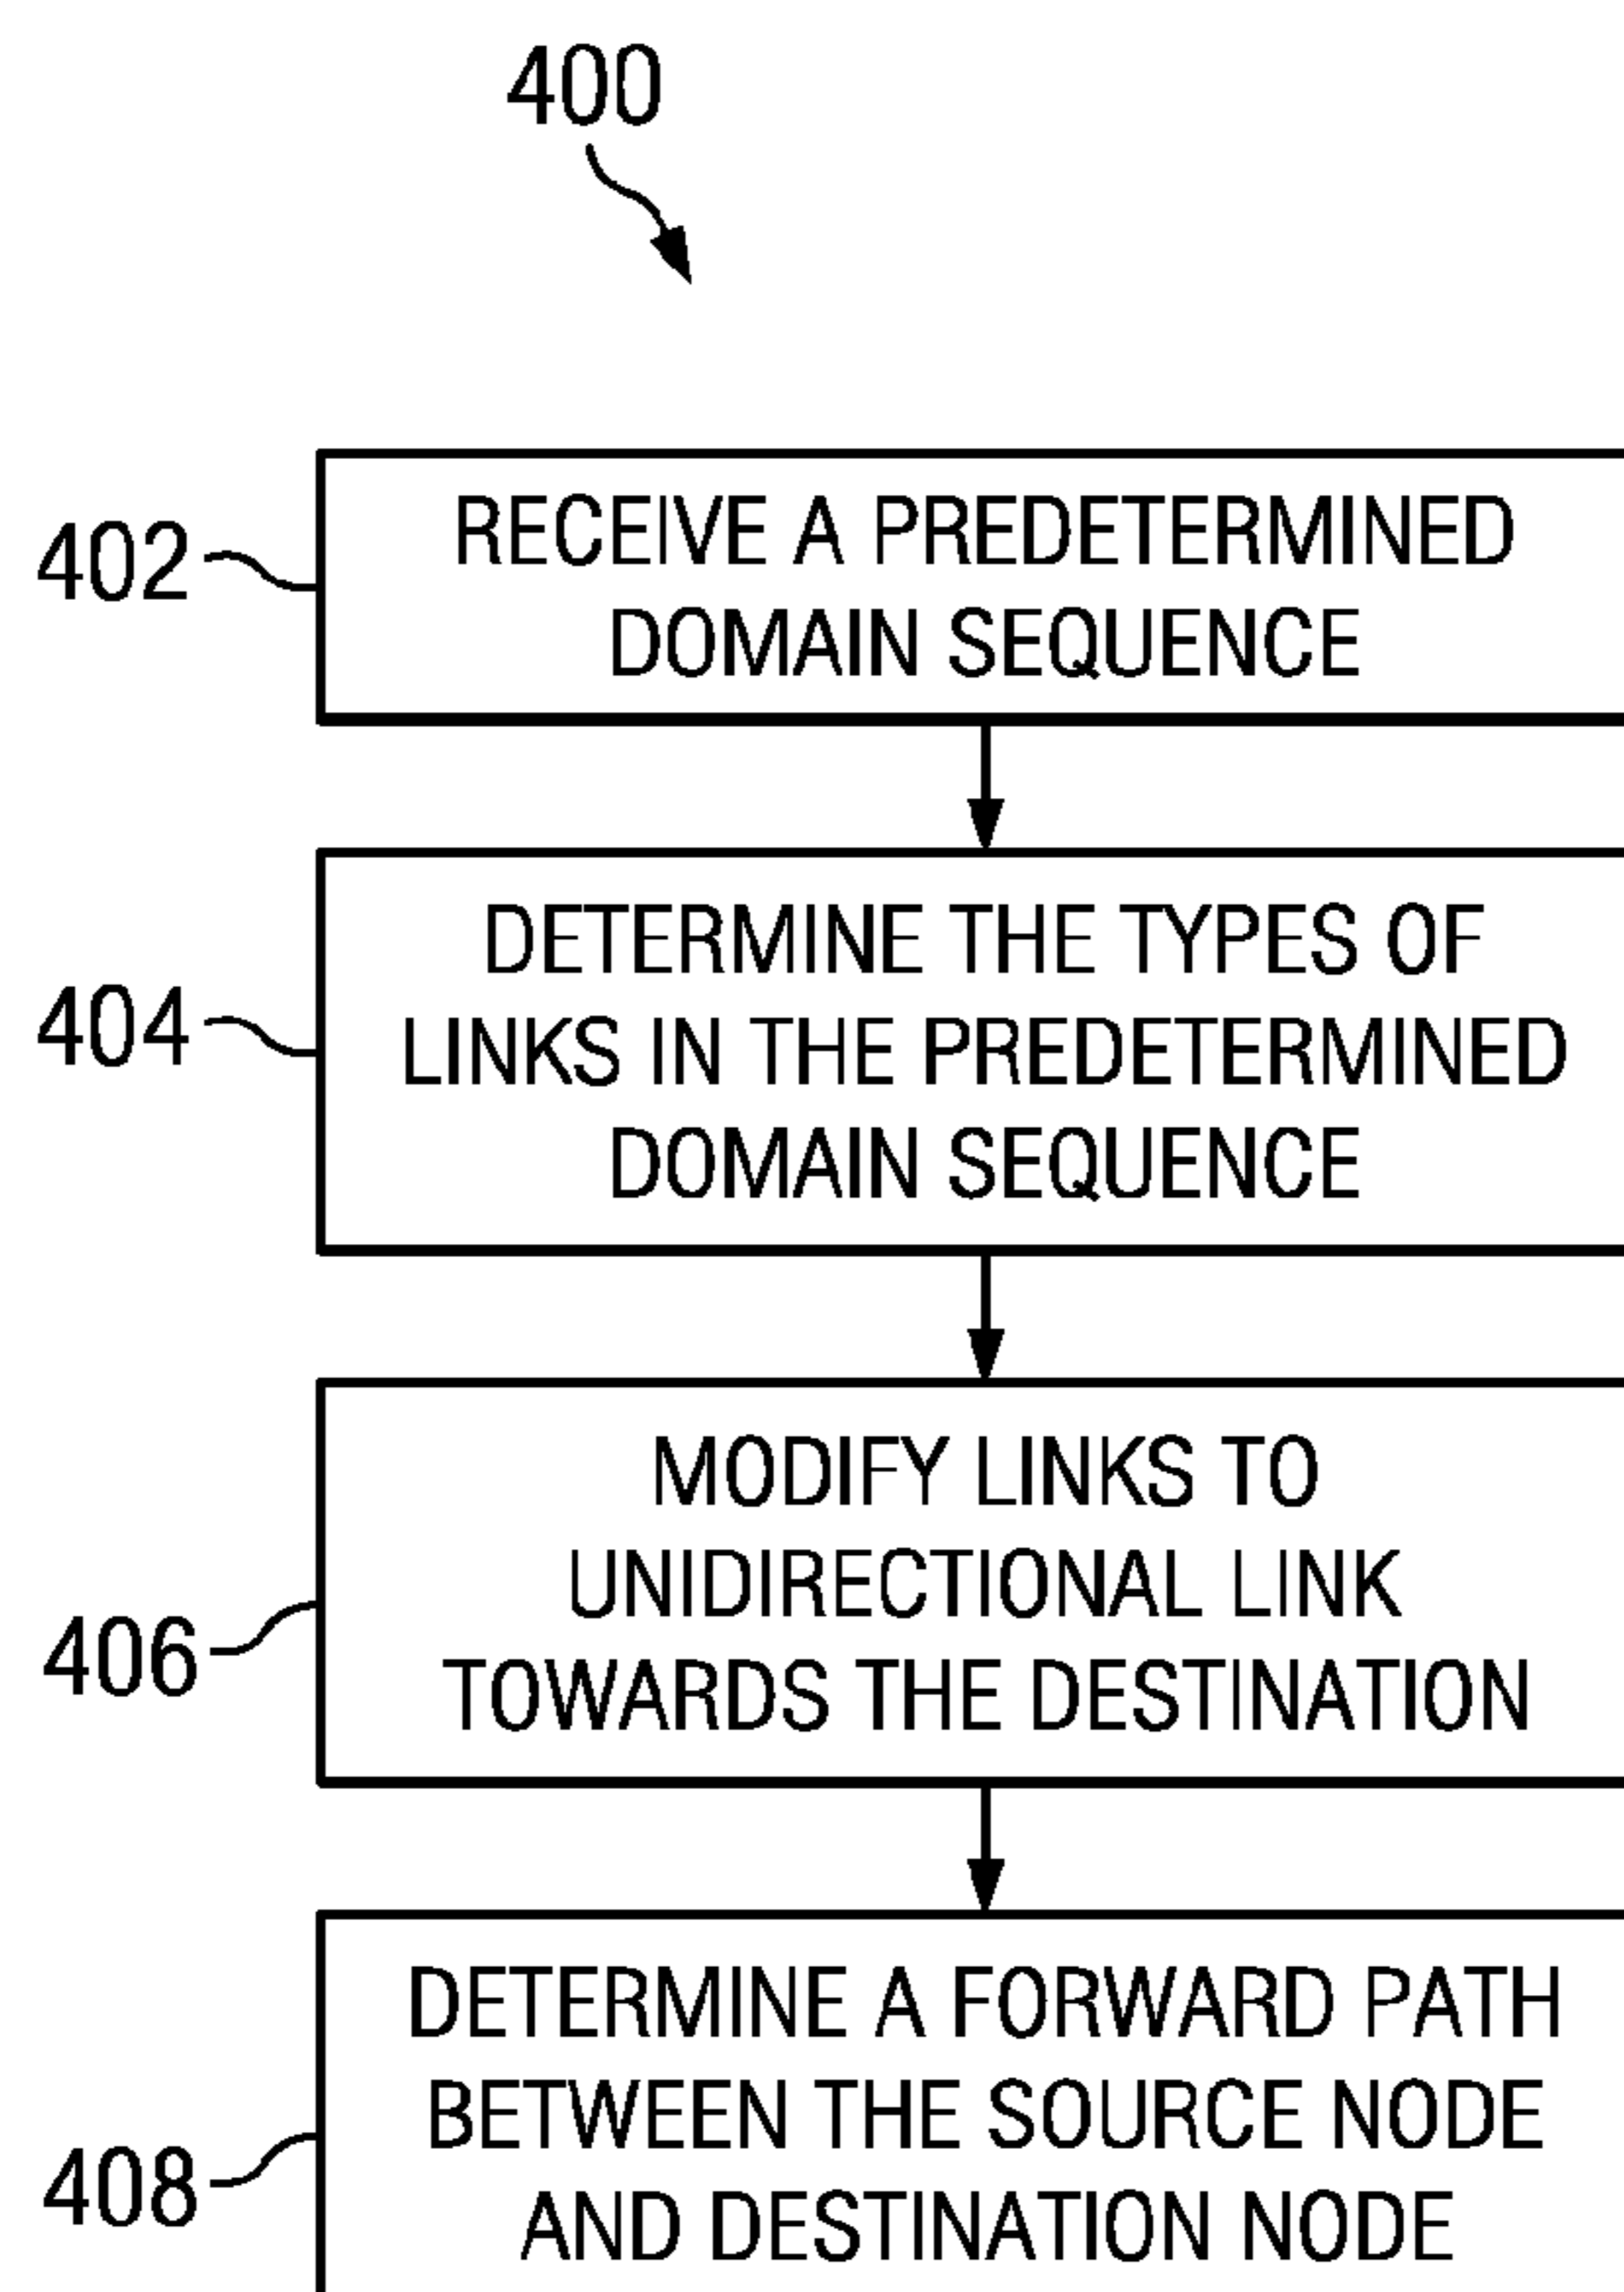 400
402
RECEIVE A PREDETERMINED
DOMAIN SEQUENCE
404
DETERMINE THE TYPES OF
LINKS IN THE PREDETERMINED
DOMAIN SEQUENCE
406
MODIFY LINKS TO
UNIDIRECTIONAL LINK
TOWARDS THE DESTINATION
408
DETERMINE A FORWARD PATH
BETWEEN THE SOURCE NODE
AND DESTINATION NODE